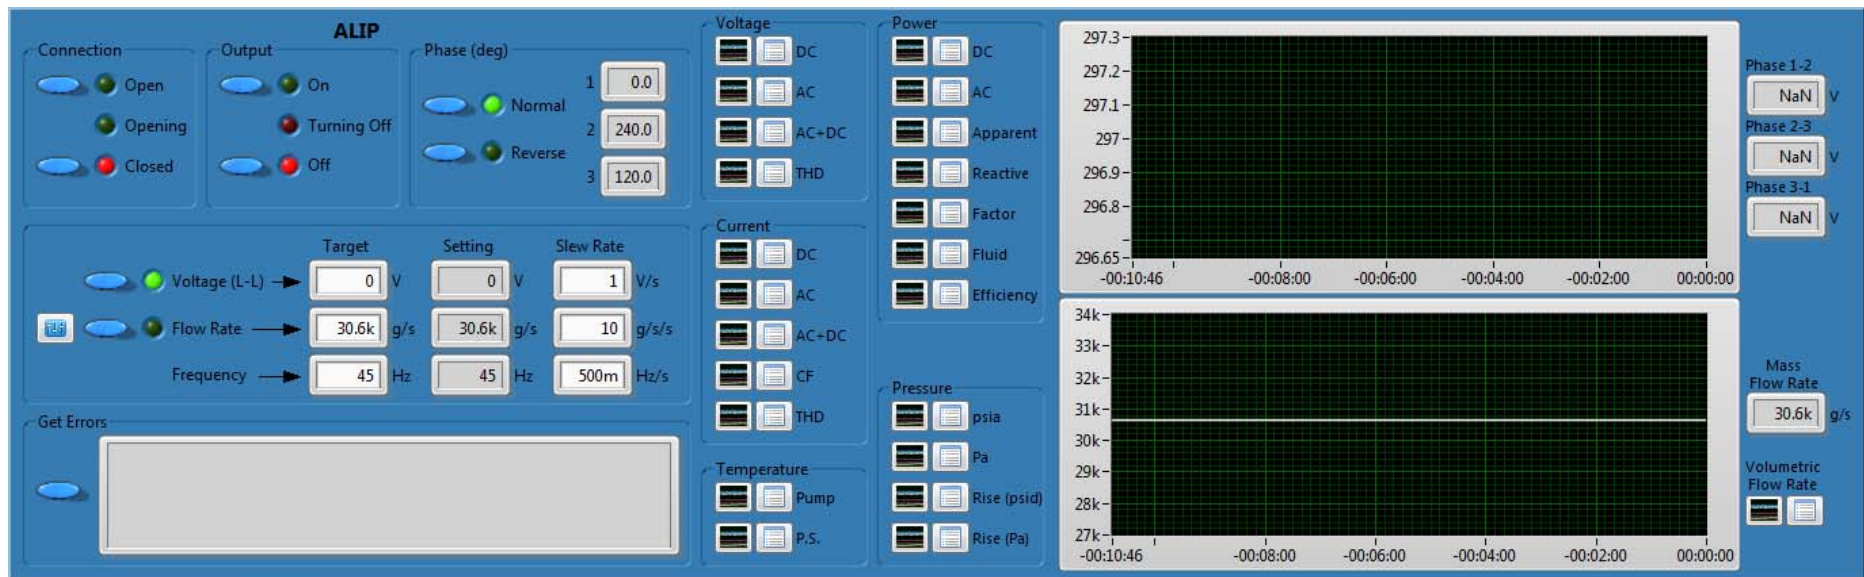 ALIP
Connection
Open
Opening
Closed
Output
On
Turning Off
Off
Phase (deg)
Normal
Reverse
1 0.0
2 240.0
3 120.0
Target Setting Slew Rate
Voltage (L-L) 0 V 0 V 1 V/s
Flow Rate 30.6k g/s 30.6k g/s 10 g/s/s
Frequency 45 Hz 45 Hz 500m Hz/s
Get Errors
Voltage
DC
AC
AC+DC
THD
Current
DC
AC
AC+DC
CF
THD
Temperature
Pump
P.S.
Power
DC
AC
Apparent
Reactive
Factor
Fluid
Efficiency
Pressure
psia
Pa
Rise (psid)
Rise (Pa)
297.3
297.2
297.1
297
296.9
296.8
296.65
-00:10:46 -00:08:00 -00:06:00 -00:04:00 -00:02:00 00:00:00
Phase 1-2
NaN V
Phase 2-3
NaN V
Phase 3-1
NaN V
34k
33k
32k
31k
30k
29k
28k
27k
-00:10:46 -00:08:00 -00:06:00 -00:04:00 -00:02:00 00:00:00
Mass
Flow Rate
30.6k g/s
Volumetric
Flow Rate